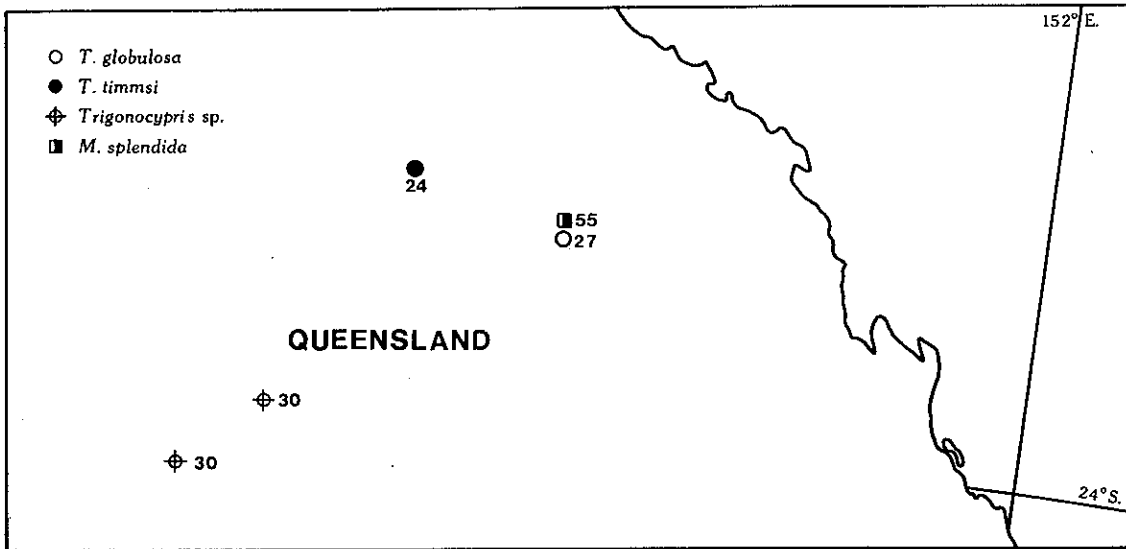 152° E.
T. globulosa
T. timmsi
Trigonocypris sp.
M. splendida
24
55
27
QUEENSLAND
30
30
24° S.